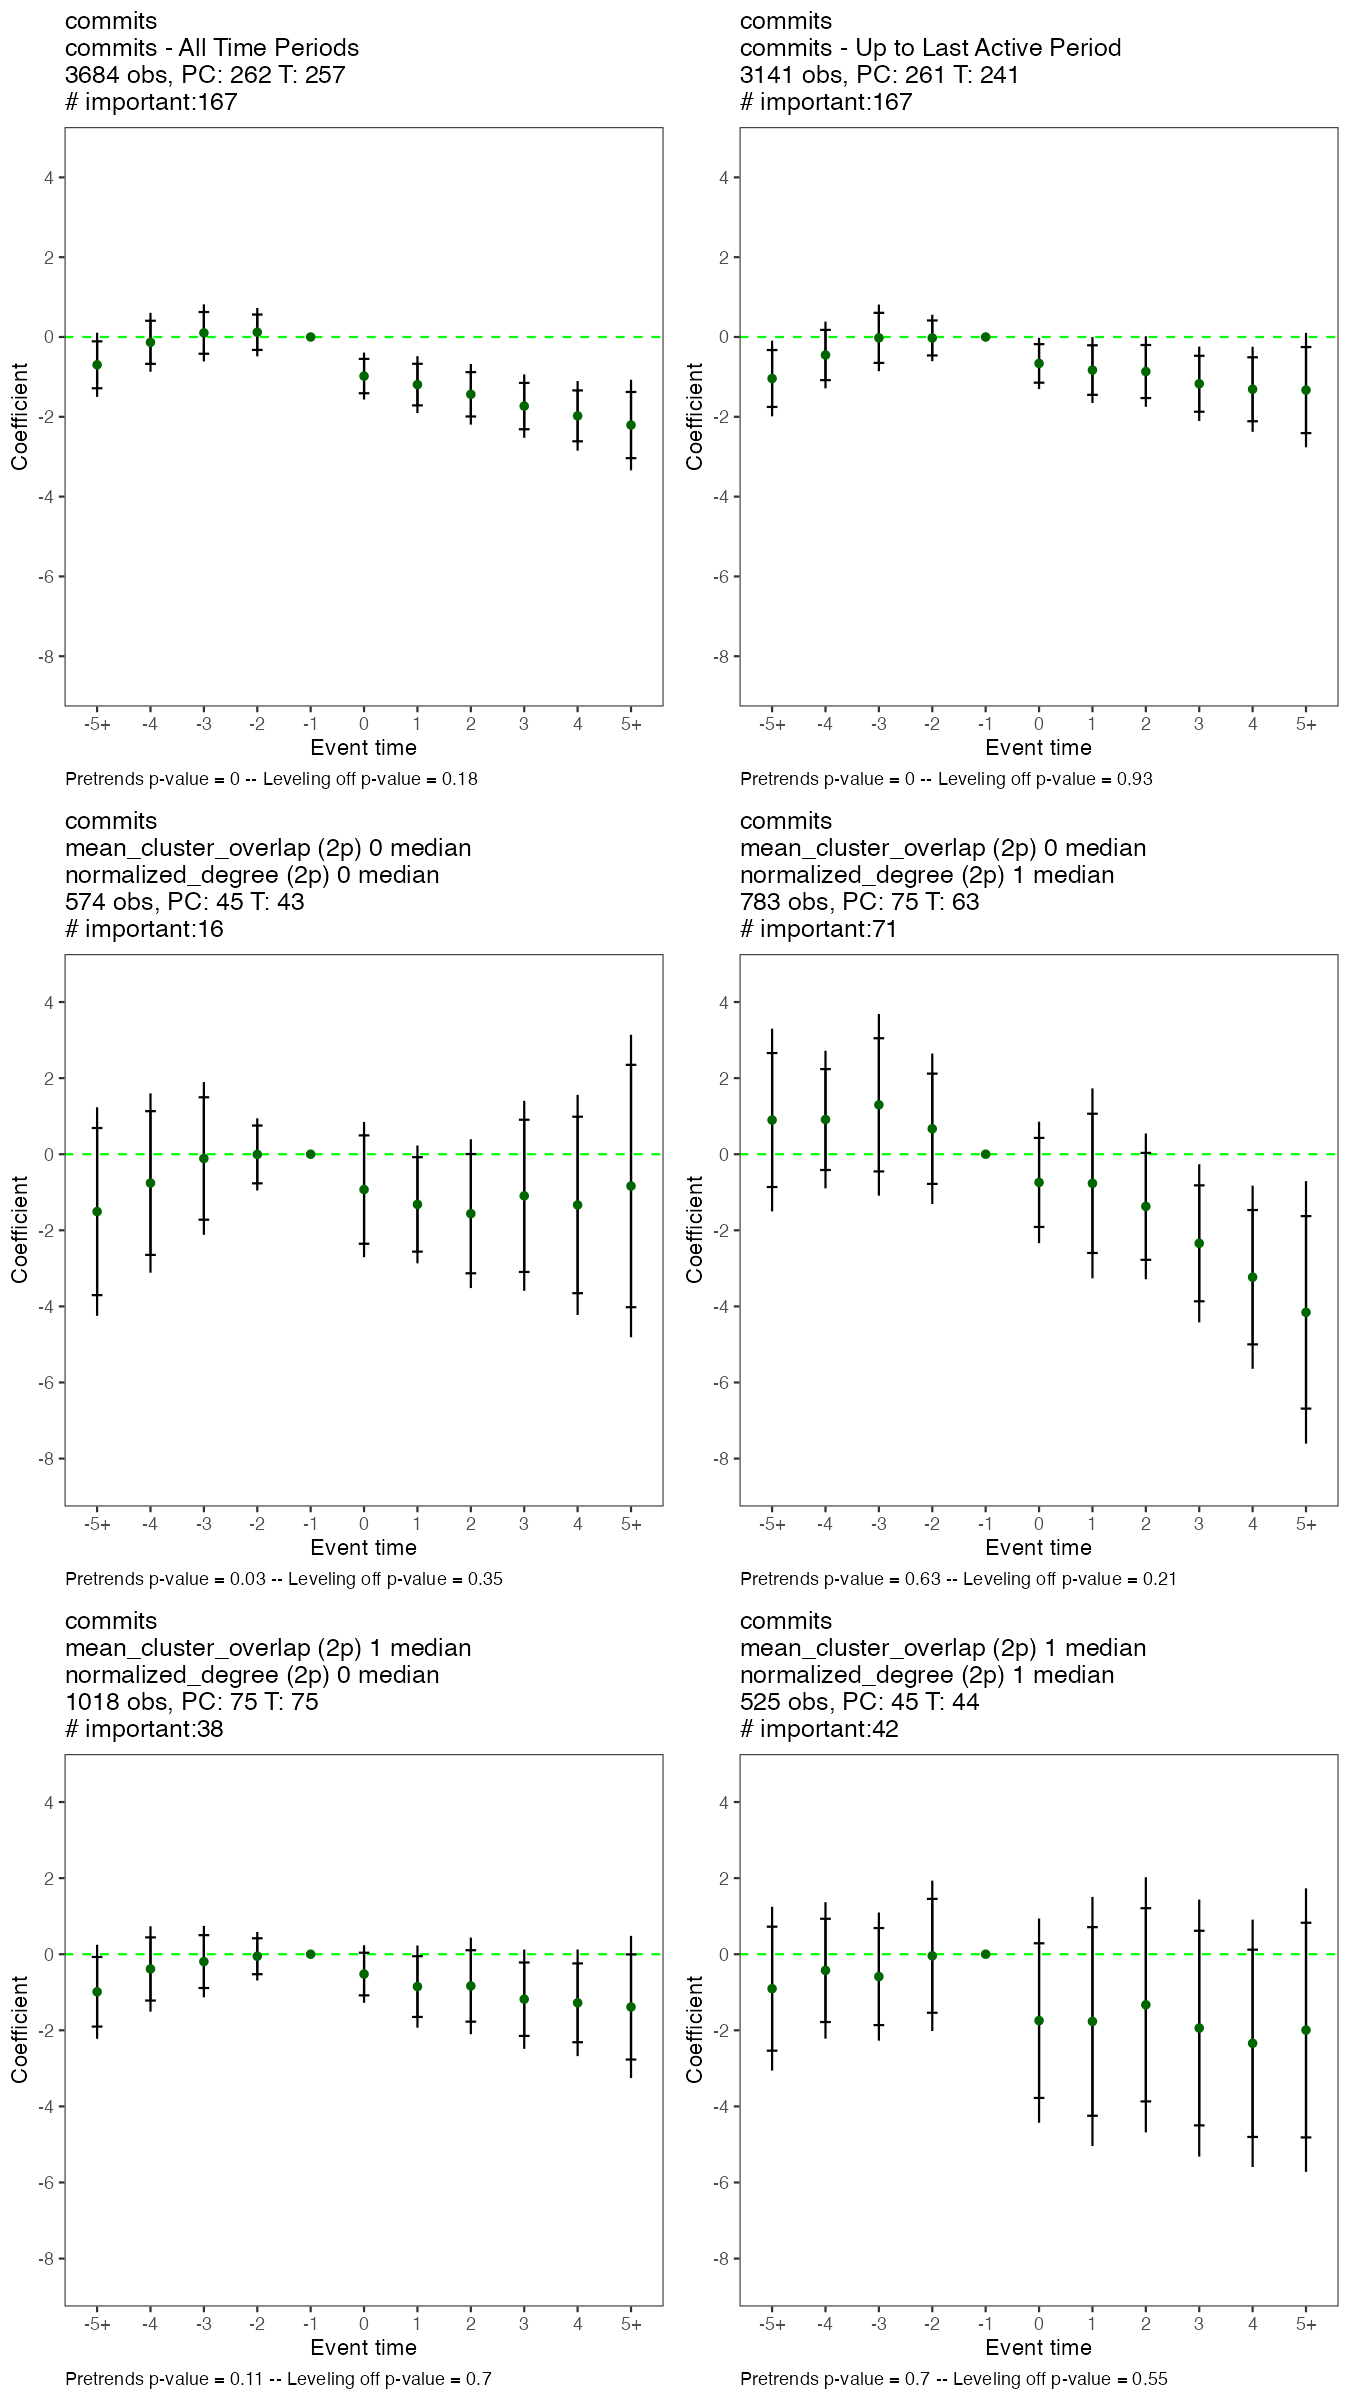 commits
commits - All Time Periods
3684 obs, PC: 262 T: 257
# important:167
4
2
0
-2
-4
-6
-8
Coefficient
-5+ -4 -3 -2 -1 0 1 2 3 4 5+
Event time
Pretrends p-value = 0 -- Leveling off p-value = 0.18
commits
commits - Up to Last Active Period
3141 obs, PC: 261 T: 241
# important:167
4
2
0
-2
-4
-6
-8
Coefficient
-5+ -4 -3 -2 -1 0 1 2 3 4 5+
Event time
Pretrends p-value = 0 -- Leveling off p-value = 0.93
commits
mean_cluster_overlap (2p) 0 median
normalized_degree (2p) 0 median
574 obs, PC: 45 T: 43
# important:16
4
2
0
-2
-4
-6
-8
Coefficient
-5+ -4 -3 -2 -1 0 1 2 3 4 5+
Event time
Pretrends p-value = 0.03 -- Leveling off p-value = 0.35
commits
mean_cluster_overlap (2p) 0 median
normalized_degree (2p) 1 median
783 obs, PC: 75 T: 63
# important:71
4
2
0
-2
-4
-6
-8
Coefficient
-5+ -4 -3 -2 -1 0 1 2 3 4 5+
Event time
Pretrends p-value = 0.63 -- Leveling off p-value = 0.21
commits
mean_cluster_overlap (2p) 1 median
normalized_degree (2p) 0 median
1018 obs, PC: 75 T: 75
# important:38
4
2
0
-2
-4
-6
-8
Coefficient
-5+ -4 -3 -2 -1 0 1 2 3 4 5+
Event time
Pretrends p-value = 0.11 -- Leveling off p-value = 0.7
commits
mean_cluster_overlap (2p) 1 median
normalized_degree (2p) 1 median
525 obs, PC: 45 T: 44
# important:42
4
2
0
-2
-4
-6
-8
Coefficient
-5+ -4 -3 -2 -1 0 1 2 3 4 5+
Event time
Pretrends p-value = 0.7 -- Leveling off p-value = 0.55